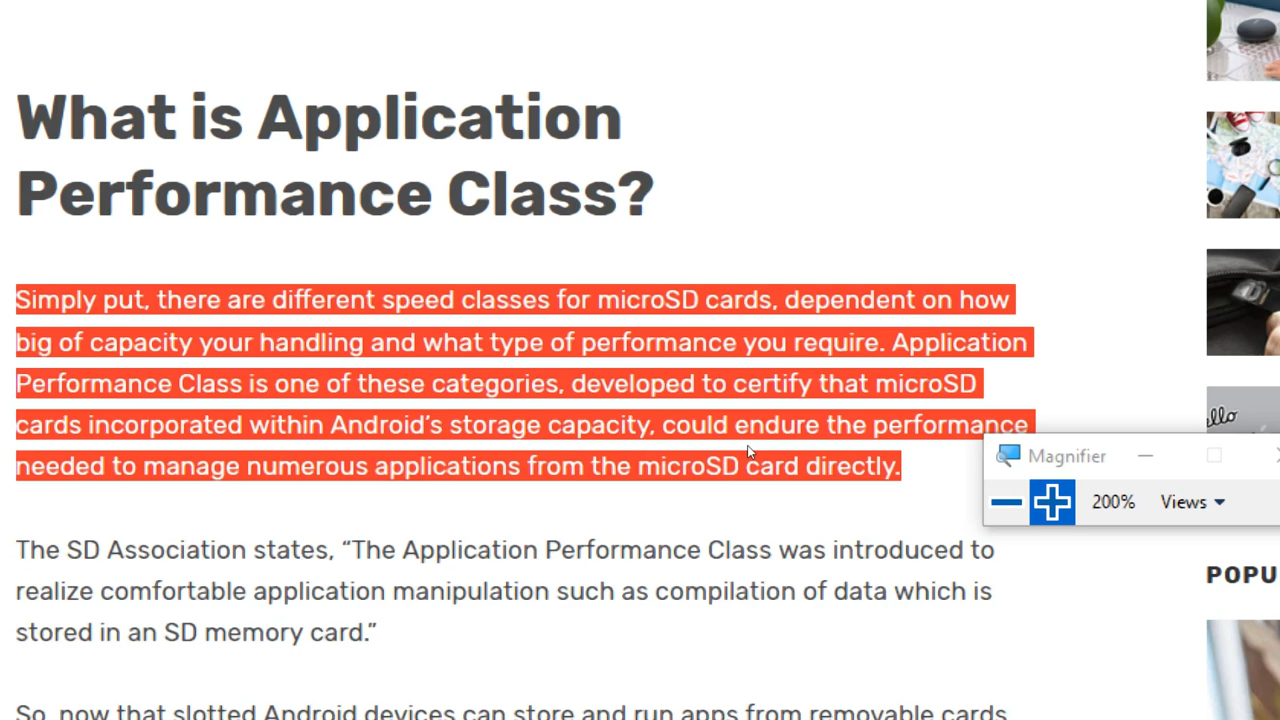 What is Application
Performance Class?
Simply put, there are different speed classes for microSD cards, dependent on how
big of capacity your handling and what type of performance you require. Application
Performance Class is one of these categories, developed to certify that microSD
cards incorporated within Android’s storage capacity, could endure the performance
needed to manage numerous applications from the microSD card directly.
The SD Association states, “The Application Performance Class was introduced to
realize comfortable application manipulation such as compilation of data which is
stored in an SD memory card.”
So, now that slotted Android devices can store and run apps from removable cards
Magnifier
200% Views
POPU
ello